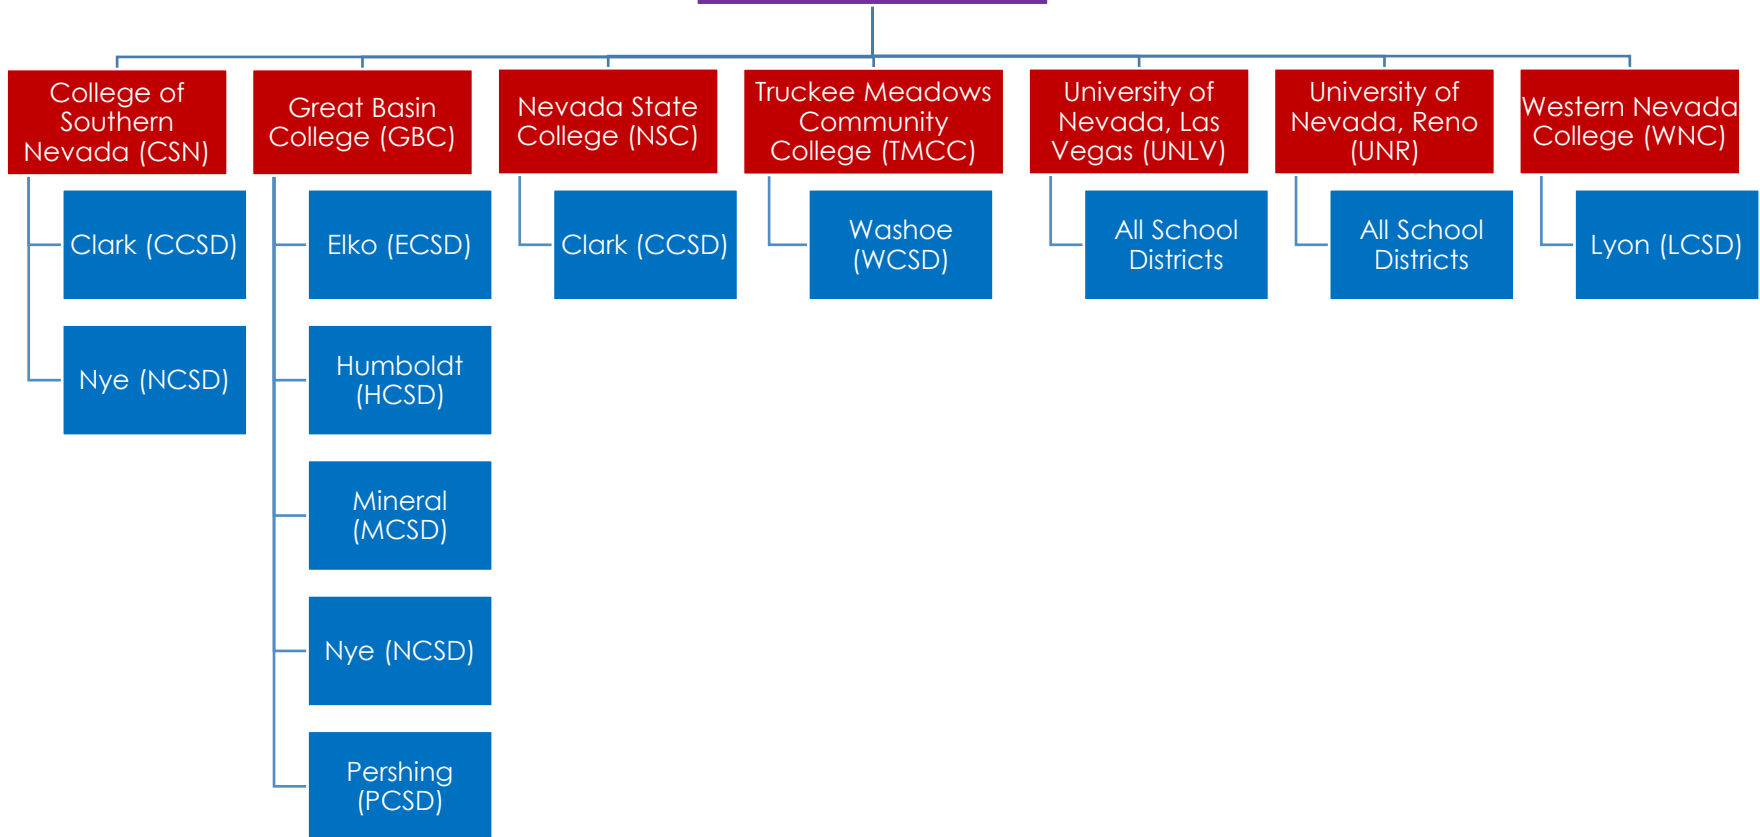 College of
Southern
Nevada (CSN)
Great Basin
College (GBC)
Nevada State
College (NSC)
Truckee Meadows
Community
College (TMCC)
University of
Nevada, Las
Vegas (UNLV)
University of
Nevada, Reno
(UNR)
Western Nevada
College (WNC)
Clark (CCSD)
Nye (NCSD)
Elko (ECSD)
Humboldt
(HCSD)
Mineral
(MCSD)
Nye (NCSD)
Pershing
(PCSD)
Clark (CCSD)
Washoe
(WCSD)
All School
Districts
All School
Districts
Lyon (LCSD)